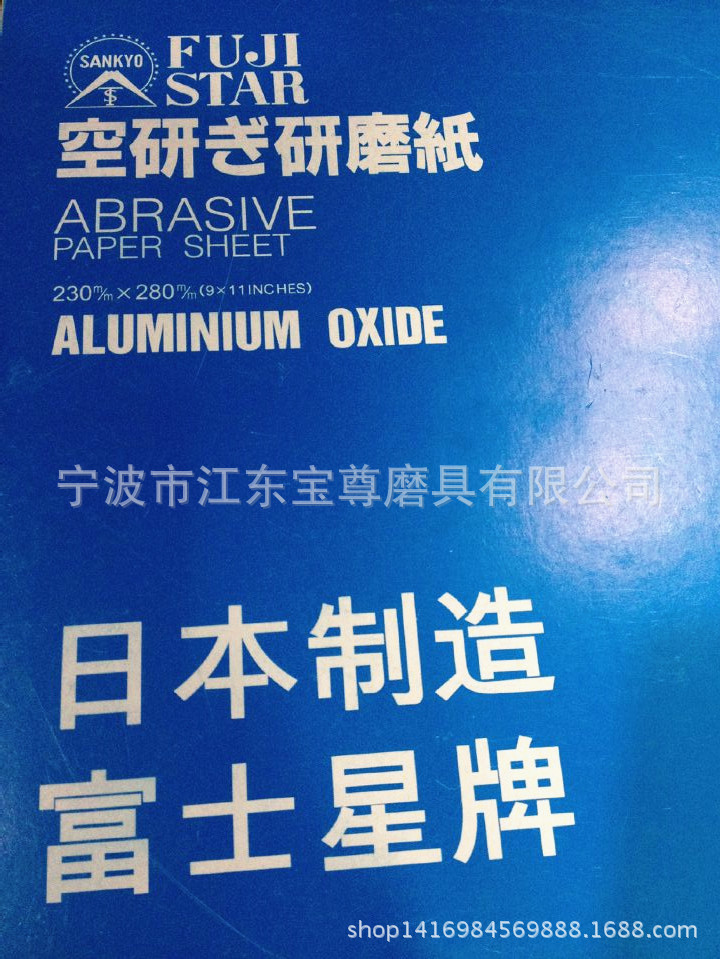 SANKYO
FUJI
STAR
空研ぎ研磨紙
ABRASIVE
PAPER SHEET
230m/m×280m/m(9×11INCHES)
ALUMINIUM OXIDE
宁波市江东宝尊磨具有限公司
日本制造
富士星牌
shop1416984569888.1688.com